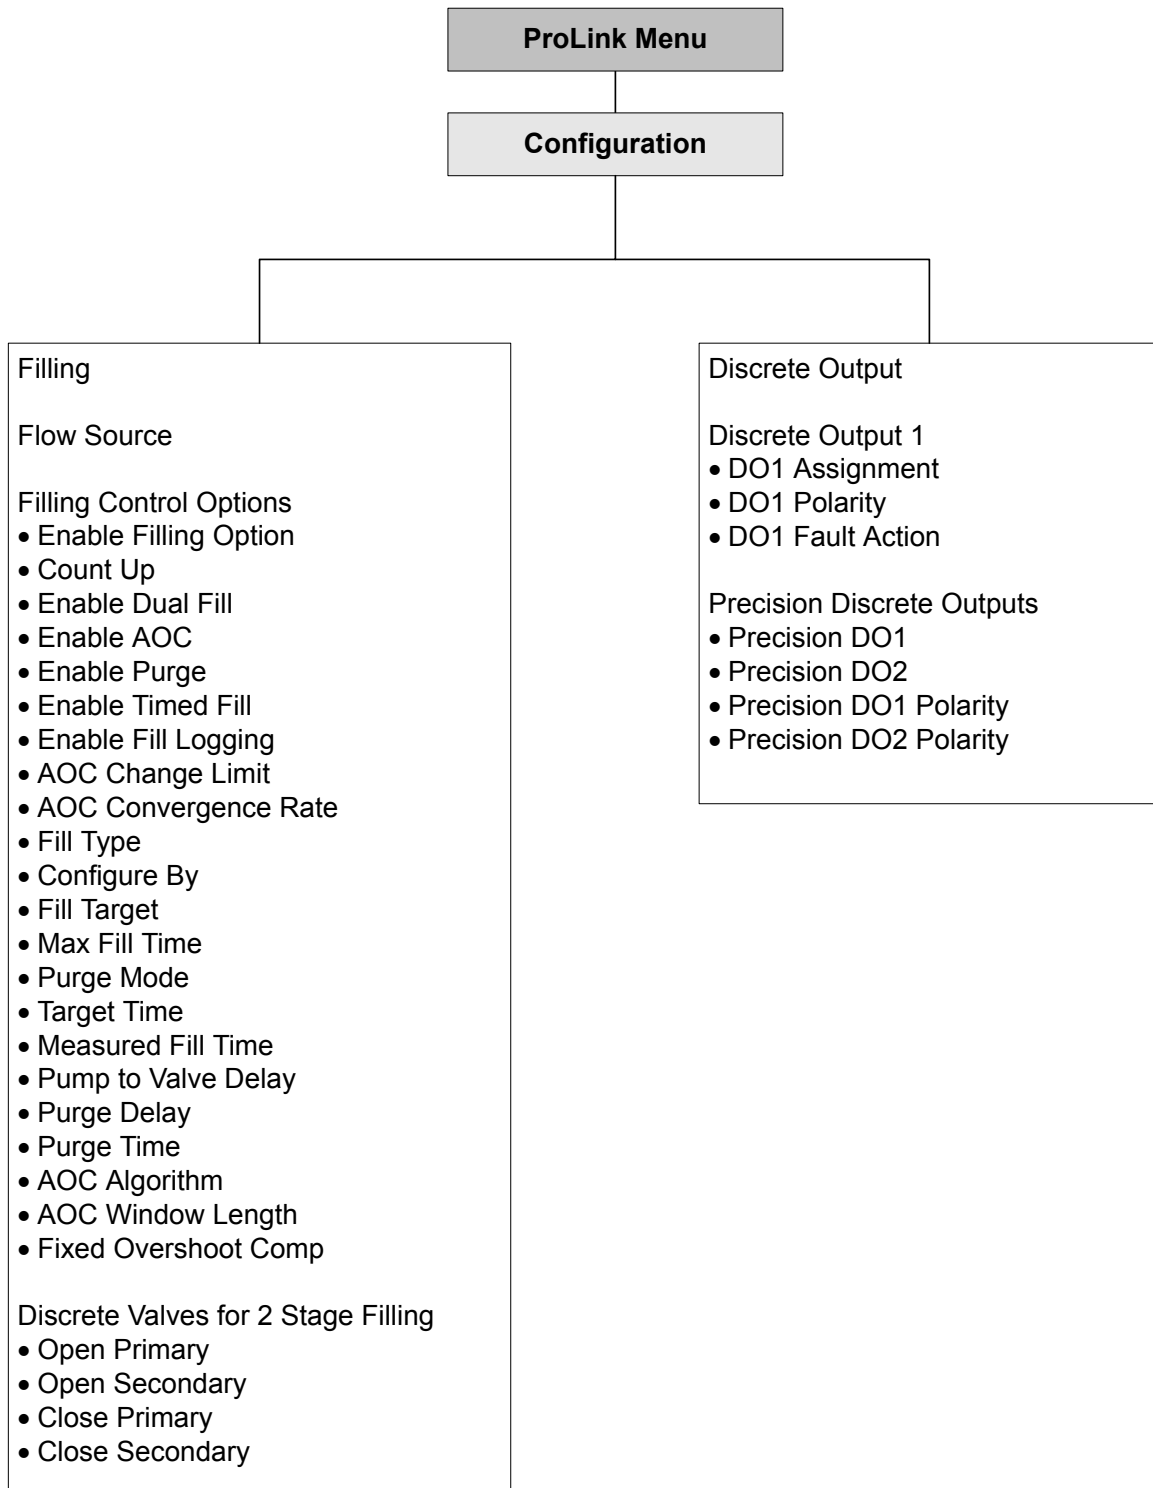 ProLink Menu
Configuration
Filling
Flow Source
Filling Control Options
• Enable Filling Option
• Count Up
• Enable Dual Fill
• Enable AOC
• Enable Purge
• Enable Timed Fill
• Enable Fill Logging
• AOC Change Limit
• AOC Convergence Rate
• Fill Type
• Configure By
• Fill Target
• Max Fill Time
• Purge Mode
• Target Time
• Measured Fill Time
• Pump to Valve Delay
• Purge Delay
• Purge Time
• AOC Algorithm
• AOC Window Length
• Fixed Overshoot Comp
Discrete Valves for 2 Stage Filling
• Open Primary
• Open Secondary
• Close Primary
• Close Secondary
Discrete Output
Discrete Output 1
• DO1 Assignment
• DO1 Polarity
• DO1 Fault Action
Precision Discrete Outputs
• Precision DO1
• Precision DO2
• Precision DO1 Polarity
• Precision DO2 Polarity